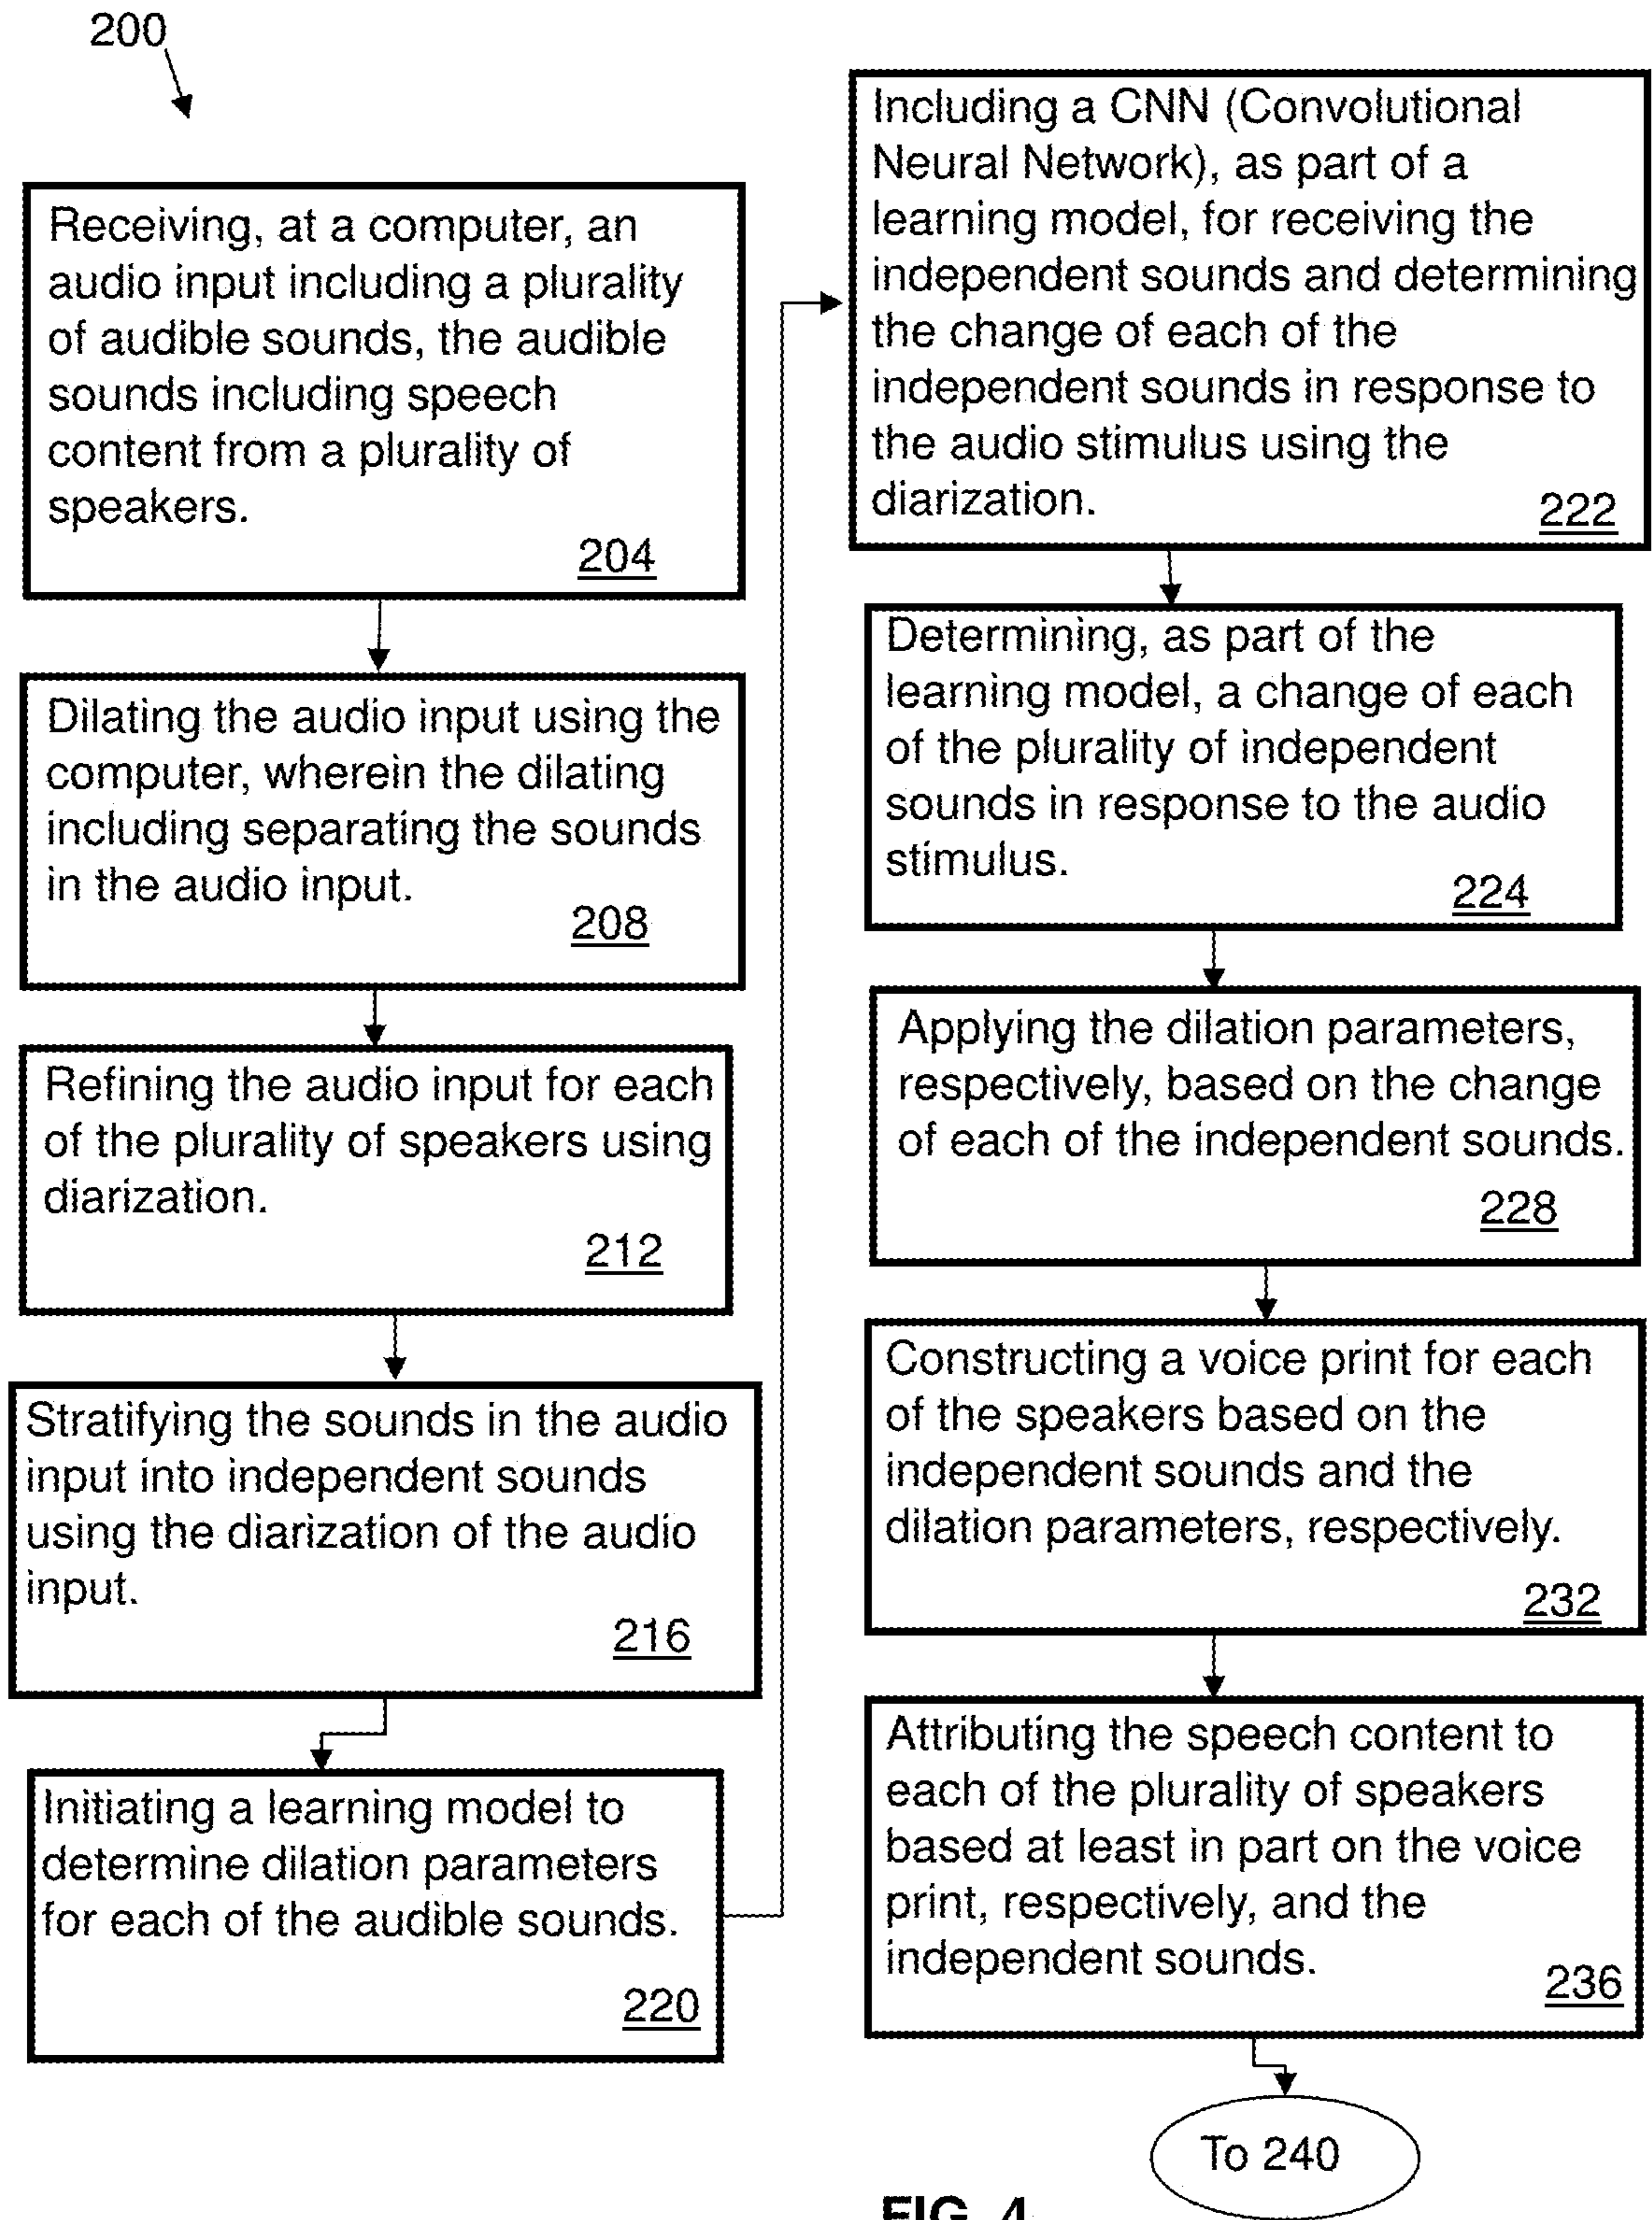 200
Receiving, at a computer, an
audio input including a plurality
of audible sounds, the audible
sounds including speech
content from a plurality of
speakers.
204
Dilating the audio input using the
computer, wherein the dilating
including separating the sounds
in the audio input.
208
Refining the audio input for each
of the plurality of speakers using
diarization.
212
Stratifying the sounds in the audio
input into independent sounds
using the diarization of the audio
input.
216
Initiating a learning model to
determine dilation parameters
for each of the audible sounds.
220
Including a CNN (Convolutional
Neural Network), as part of a
learning model, for receiving the
independent sounds and determining
the change of each of the
independent sounds in response to
the audio stimulus using the
diarization.
222
Determining, as part of the
learning model, a change of each
of the plurality of independent
sounds in response to the audio
stimulus.
224
Applying the dilation parameters,
respectively, based on the change
of each of the independent sounds.
228
Constructing a voice print for each
of the speakers based on the
independent sounds and the
dilation parameters, respectively.
232
Attributing the speech content to
each of the plurality of speakers
based at least in part on the voice
print, respectively, and the
independent sounds.
236
To 240
FIG. 4